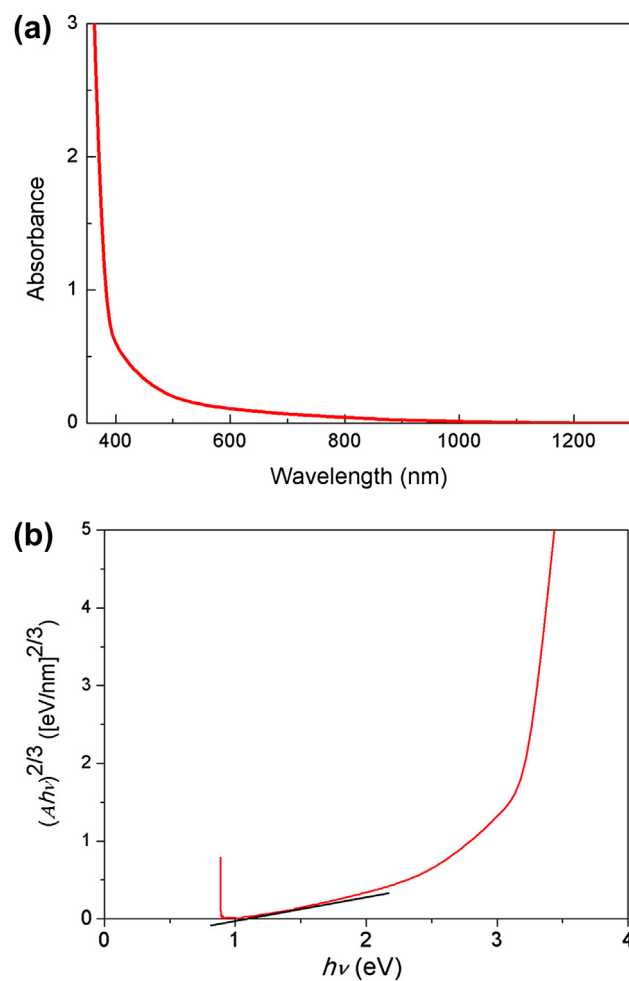 (a)
3
2
1
0
Absorbance
400 600 800 1000 1200
Wavelength (nm)
(b)
5
4
3
2
1
0
(Ahν)^2/3 ([eV/nm]^2/3)
0 1 2 3 4
hν (eV)